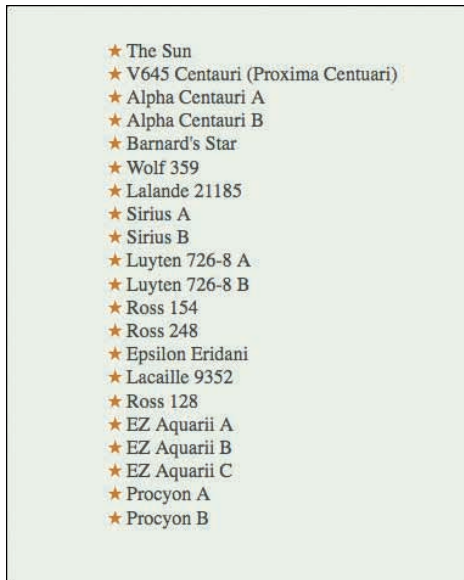 The Sun
V645 Centauri (Proxima Centuari)
Alpha Centauri A
Alpha Centauri B
Barnard's Star
Wolf 359
Lalande 21185
Sirius A
Sirius B
Luyten 726-8 A
Luyten 726-8 B
Ross 154
Ross 248
Epsilon Eridani
Lacaille 9352
Ross 128
EZ Aquarii A
EZ Aquarii B
EZ Aquarii C
Procyon A
Procyon B